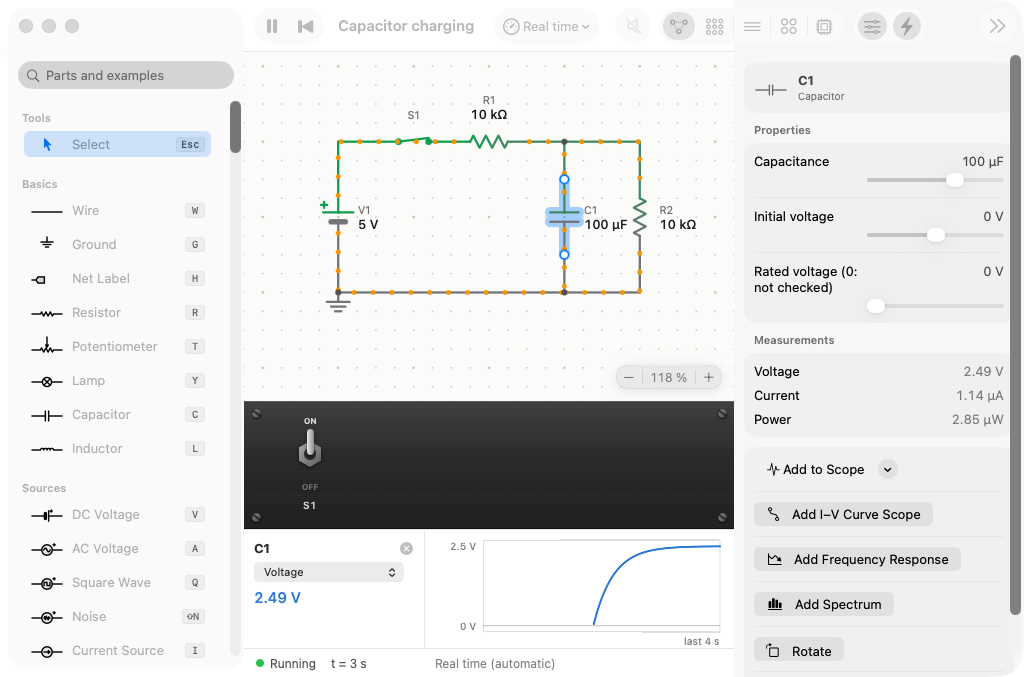 Capacitor charging
Real time
Parts and examples
Tools
Select Esc
Basics
Wire W
Ground G
Net Label H
Resistor R
Potentiometer T
Lamp Y
Capacitor C
Inductor L
Sources
DC Voltage V
AC Voltage A
Square Wave Q
Noise ⇧N
Current Source I
S1
R1
10 kΩ
V1
5 V
C1
100 µF
R2
10 kΩ
118 %
ON
OFF
S1
C1
Voltage
2.49 V
2.5 V
0 V
last 4 s
Running t = 3 s Real time (automatic)
C1
Capacitor
Properties
Capacitance 100 µF
Initial voltage 0 V
Rated voltage (0: 0 V
not checked)
Measurements
Voltage 2.49 V
Current 1.14 µA
Power 2.85 µW
Add to Scope
Add I–V Curve Scope
Add Frequency Response
Add Spectrum
Rotate